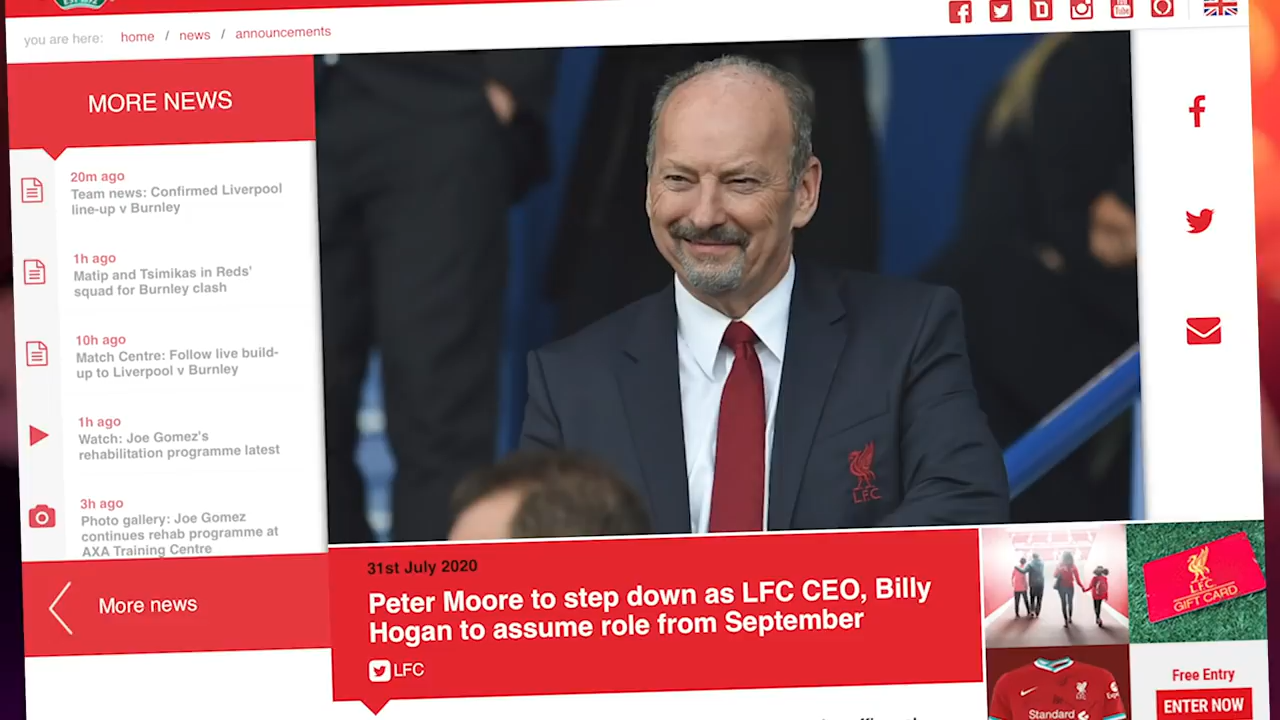 you are here: home / news / announcements
MORE NEWS
20m ago
Team news: Confirmed Liverpool
line-up v Burnley
1h ago
Matip and Tsimikas in Reds'
squad for Burnley clash
10h ago
Match Centre: Follow live build-
up to Liverpool v Burnley
1h ago
Watch: Joe Gomez's
rehabilitation programme latest
3h ago
Photo gallery: Joe Gomez
continues rehab programme at
AXA Training Centre
More news
L.F.C.
31st July 2020
Peter Moore to step down as LFC CEO, Billy
Hogan to assume role from September
LFC
L.F.C.
GIFT CARD
Standard
Free Entry
ENTER NOW
You
Tube